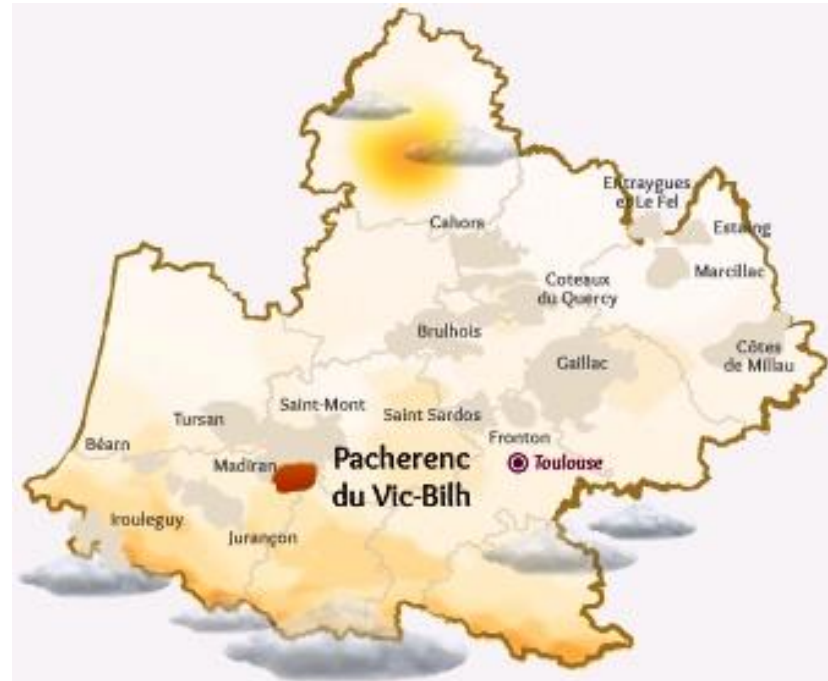 Entraygues
et Le Fel
Cahors
Estaing
Marcillac
Coteaux
du Quercy
Brulhois
Côtes
de Millau
Gaillac
Saint-Mont
Saint Sardos
Tursan
Fronton
Béarn
Madiran
Pacherenc
du Vic-Bilh
Toulouse
Irouleguy
Jurançon